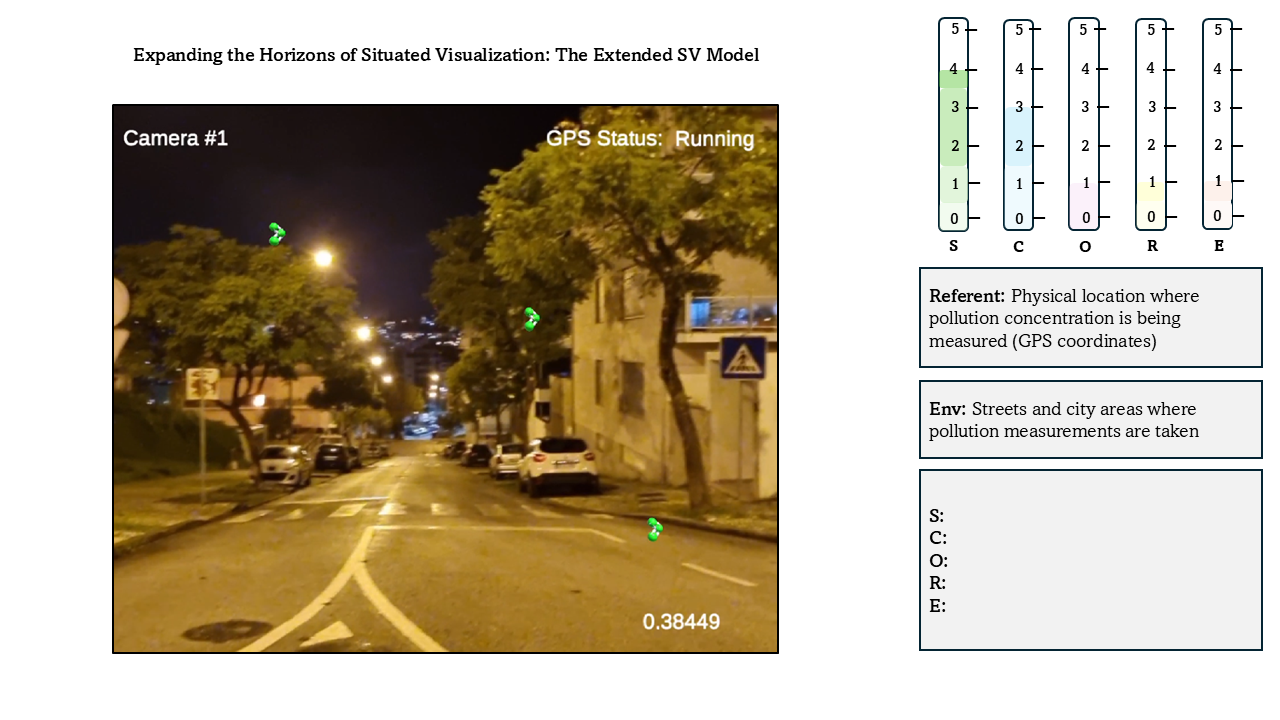 Expanding the Horizons of Situated Visualization: The Extended SV Model
Camera #1
GPS Status: Running
0.38449
5 5 5 5 5
4 4 4 4 4
3 3 3 3 3
2 2 2 2 2
1 1 1 1 1
0 0 0 0 0
S C O R E
Referent: Physical location where
pollution concentration is being
measured (GPS coordinates)
Env: Streets and city areas where
pollution measurements are taken
S:
C:
O:
R:
E: